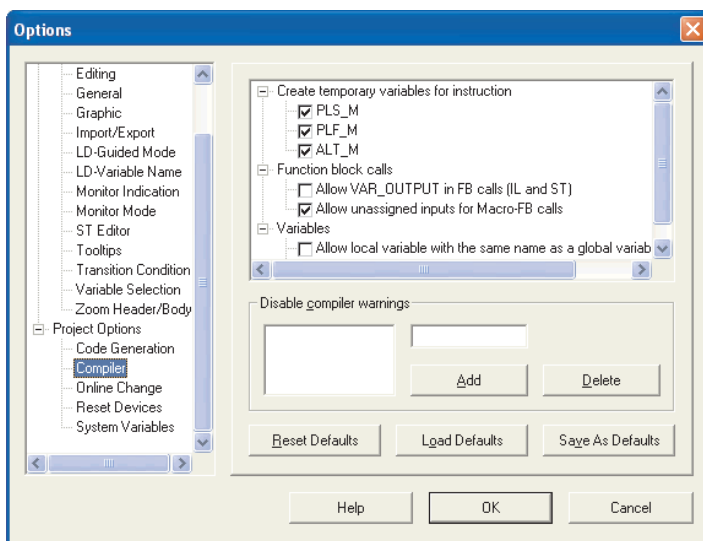 Options
Editing
General
Graphic
Import/Export
LD-Guided Mode
LD-Variable Name
Monitor Indication
Monitor Mode
ST Editor
Tooltips
Transition Condition
Variable Selection
Zoom Header/Body
Project Options
Code Generation
Compiler
Online Change
Reset Devices
System Variables
Create temporary variables for instruction
PLS_M
PLF_M
ALT_M
Function block calls
Allow VAR_OUTPUT in FB calls (IL and ST)
Allow unassigned inputs for Macro-FB calls
Variables
Allow local variable with the same name as a global variab
Disable compiler warnings
Add
Delete
Reset Defaults
Load Defaults
Save As Defaults
Help
OK
Cancel